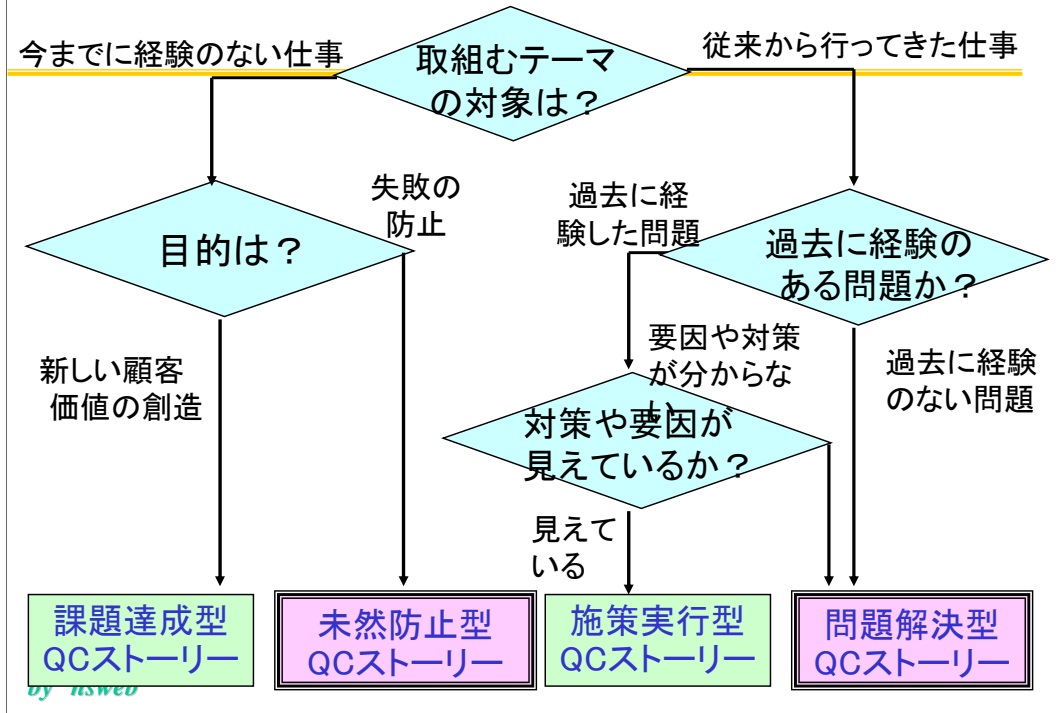 今までに経験のない仕事
取組むテーマ
の対象は？
従来から行ってきた仕事
目的は？
失敗の
防止
過去に経
験した問題
過去に経験の
ある問題か？
新しい顧客
価値の創造
要因や対策
が分からな
い
過去に経験
のない問題
対策や要因が
見えているか？
見えて
いる
課題達成型
QCストーリー
未然防止型
QCストーリー
施策実行型
QCストーリー
問題解決型
QCストーリー
by nsweb